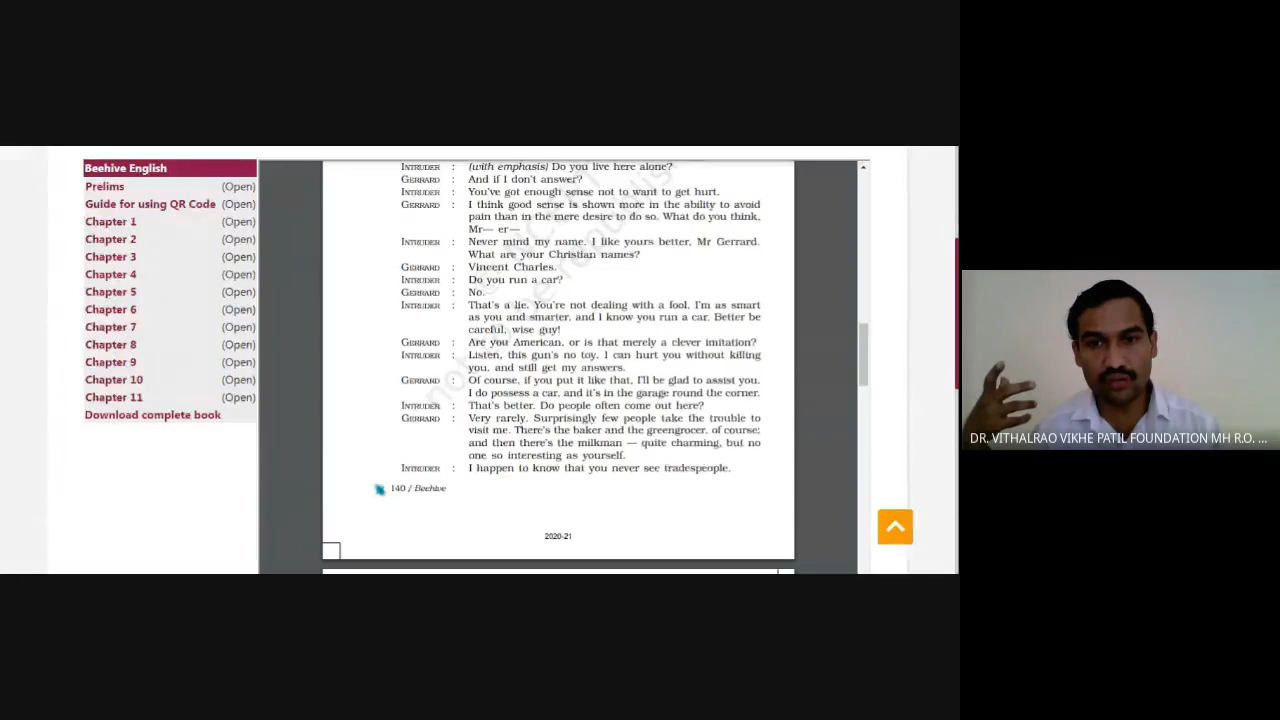 Beehive English
Prelims (Open)
Guide for using QR Code (Open)
Chapter 1 (Open)
Chapter 2 (Open)
Chapter 3 (Open)
Chapter 4 (Open)
Chapter 5 (Open)
Chapter 6 (Open)
Chapter 7 (Open)
Chapter 8 (Open)
Chapter 9 (Open)
Chapter 10 (Open)
Chapter 11 (Open)
Download complete book
INTRUDER : (with emphasis) Do you live here alone?
GERRARD : And if I don't answer?
INTRUDER : You've got enough sense not to want to get hurt.
GERRARD : I think good sense is shown more in the ability to avoid
pain than in the mere desire to do so. What do you think,
Mr— er—
INTRUDER : Never mind my name. I like yours better, Mr Gerrard.
What are your Christian names?
GERRARD : Vincent Charles.
INTRUDER : Do you run a car?
GERRARD : No.
INTRUDER : That's a lie. You're not dealing with a fool. I'm as smart
as you and smarter, and I know you run a car. Better be
careful, wise guy!
GERRARD : Are you American, or is that merely a clever imitation?
INTRUDER : Listen, this gun's no toy. I can hurt you without killing
you, and still get my answers.
GERRARD : Of course, if you put it like that, I'll be glad to assist you.
I do possess a car, and it's in the garage round the corner.
INTRUDER : That's better. Do people often come out here?
GERRARD : Very rarely. Surprisingly few people take the trouble to
visit me. There's the baker and the greengrocer, of course;
and then there's the milkman — quite charming, but no
one so interesting as yourself.
INTRUDER : I happen to know that you never see tradespeople.
140 / Beehive
2020-21
DR. VITHALRAO VIKHE PATIL FOUNDATION MH R.O. ...